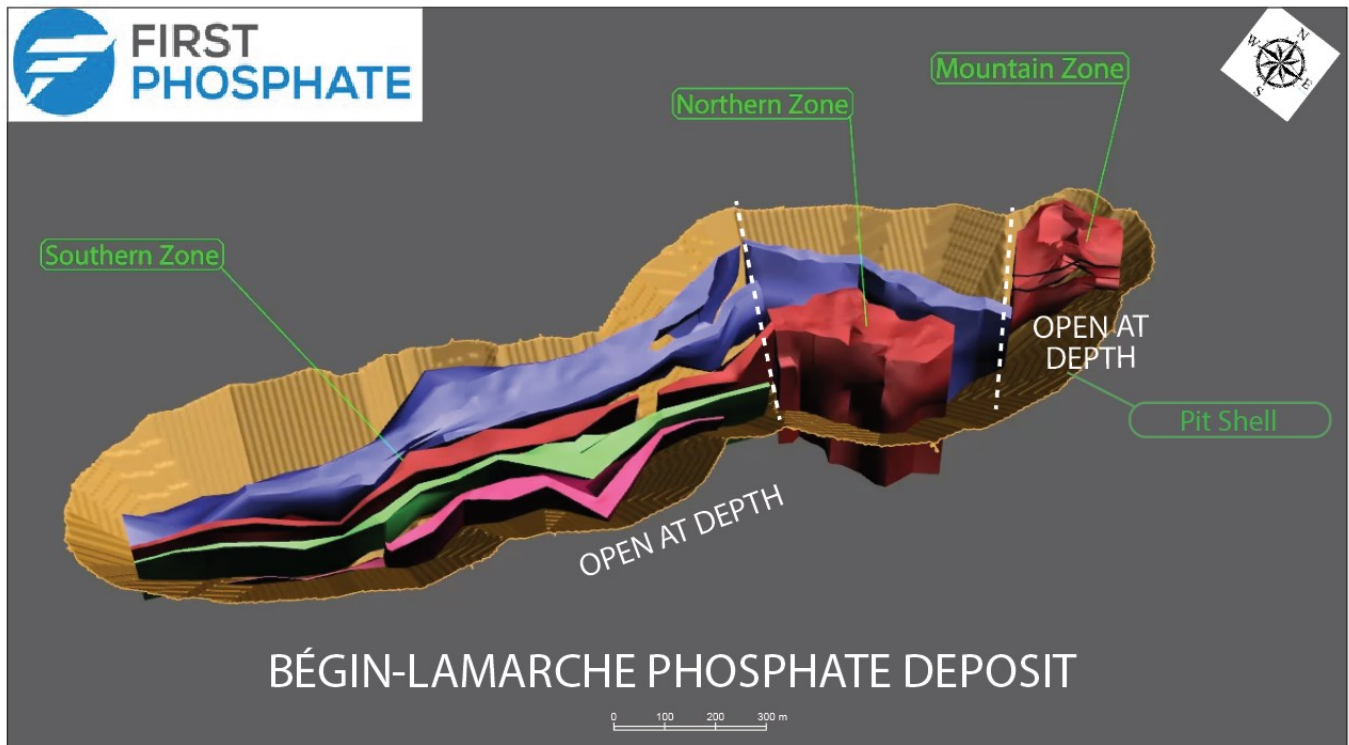 FIRST
PHOSPHATE
Mountain Zone
N
W
E
S
Northern Zone
Southern Zone
OPEN AT
DEPTH
Pit Shell
OPEN AT DEPTH
BÉGIN-LAMARCHE PHOSPHATE DEPOSIT
0 100 200 300 m